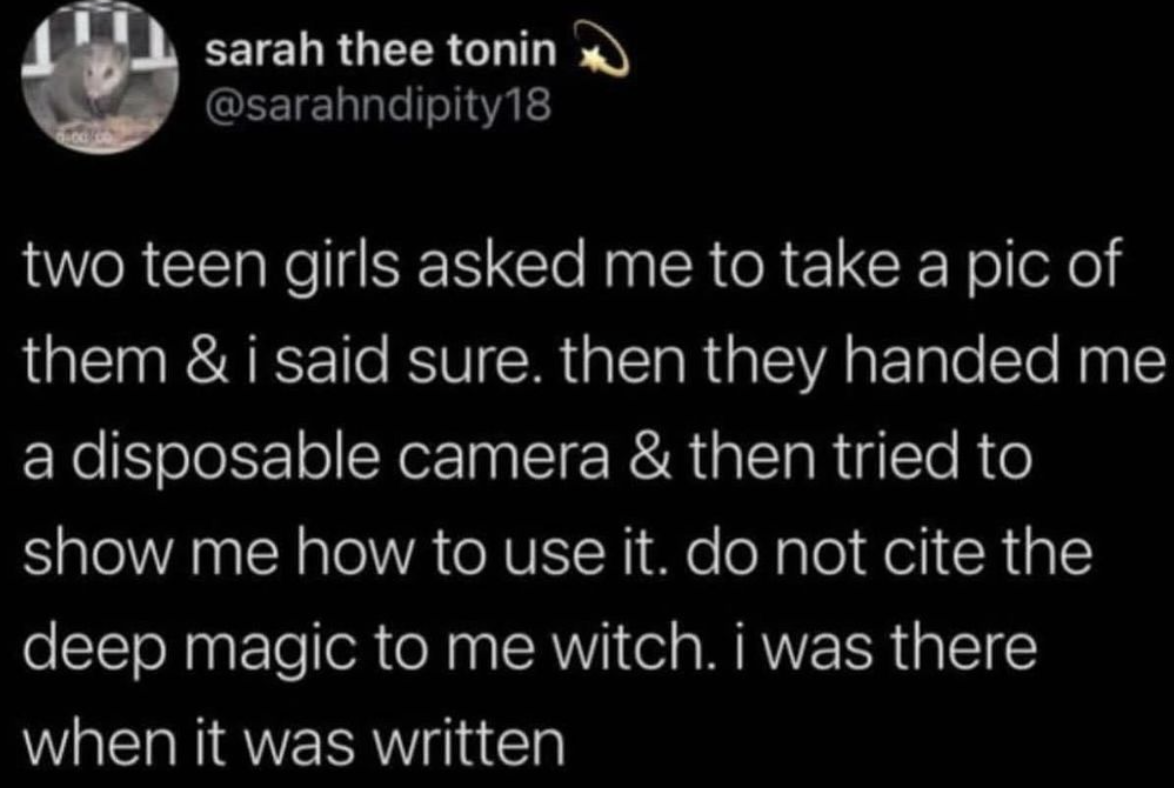 sarah thee tonin 💫
@sarahndipity18
two teen girls asked me to take a pic of
them & i said sure. then they handed me
a disposable camera & then tried to
show me how to use it. do not cite the
deep magic to me witch. i was there
when it was written